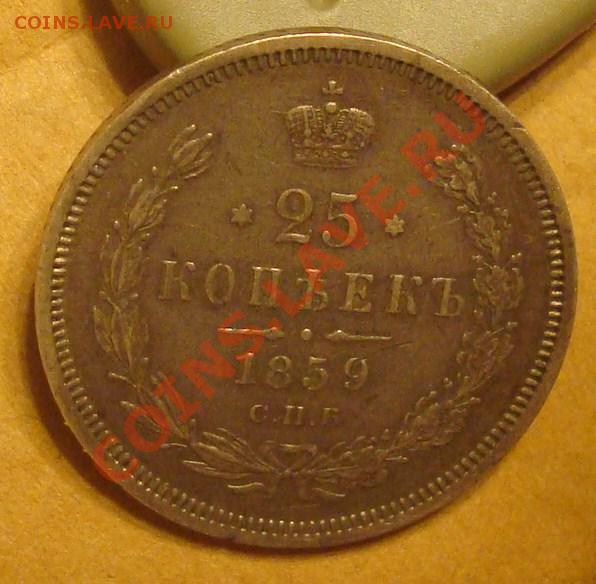 COINS.LAVE.RU
* 25 *
КОПѢЕКЪ
1859
С.П.Б.
COINS.LAVE.RU